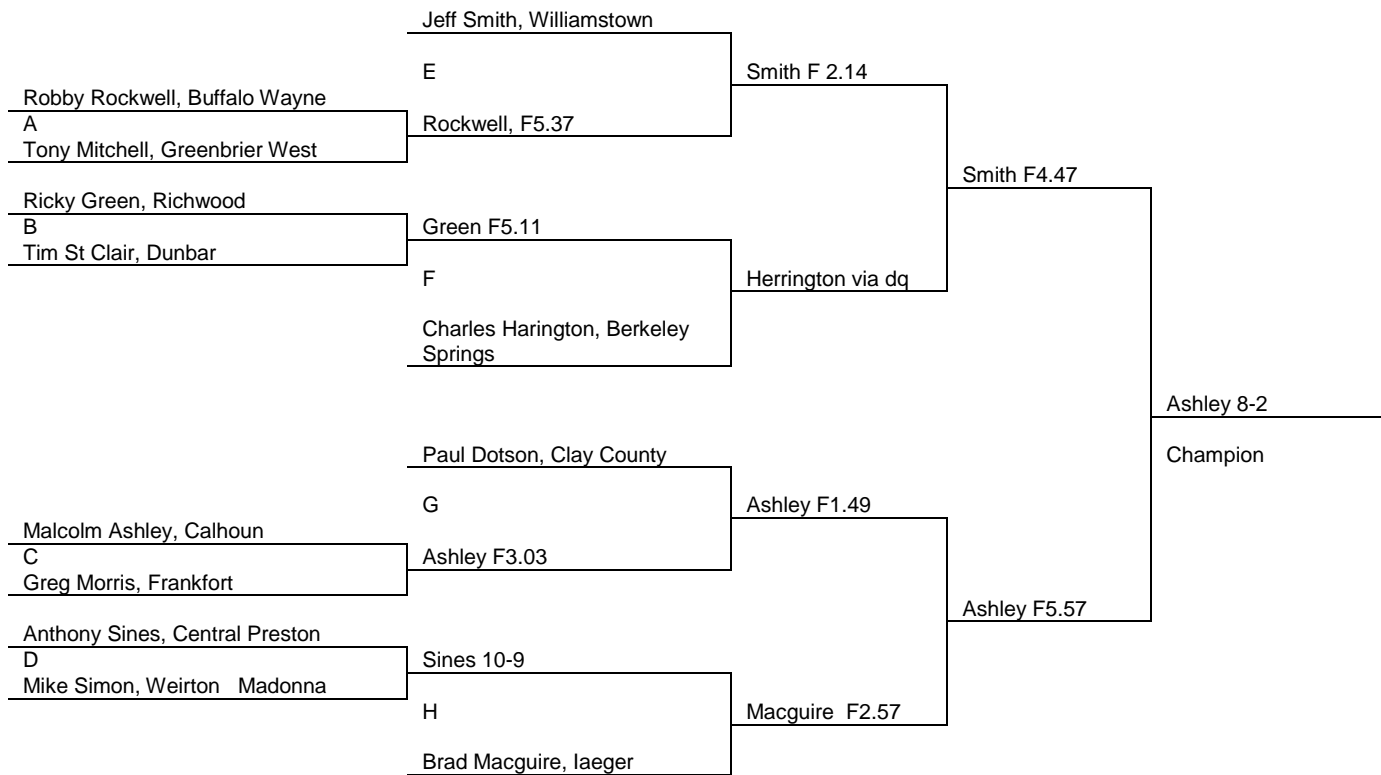 Jeff Smith, Williamstown
E
Smith F 2.14
Robby Rockwell, Buffalo Wayne
A
Rockwell, F5.37
Tony Mitchell, Greenbrier West
Smith F4.47
Ricky Green, Richwood
B
Green F5.11
Tim St Clair, Dunbar
F
Herrington via dq
Charles Harington, Berkeley
Springs
Ashley 8-2
Paul Dotson, Clay County
Champion
G
Ashley F1.49
Malcolm Ashley, Calhoun
C
Ashley F3.03
Greg Morris, Frankfort
Ashley F5.57
Anthony Sines, Central Preston
D
Sines 10-9
Mike Simon, Weirton   Madonna
H
Macguire  F2.57
Brad Macguire, Iaeger